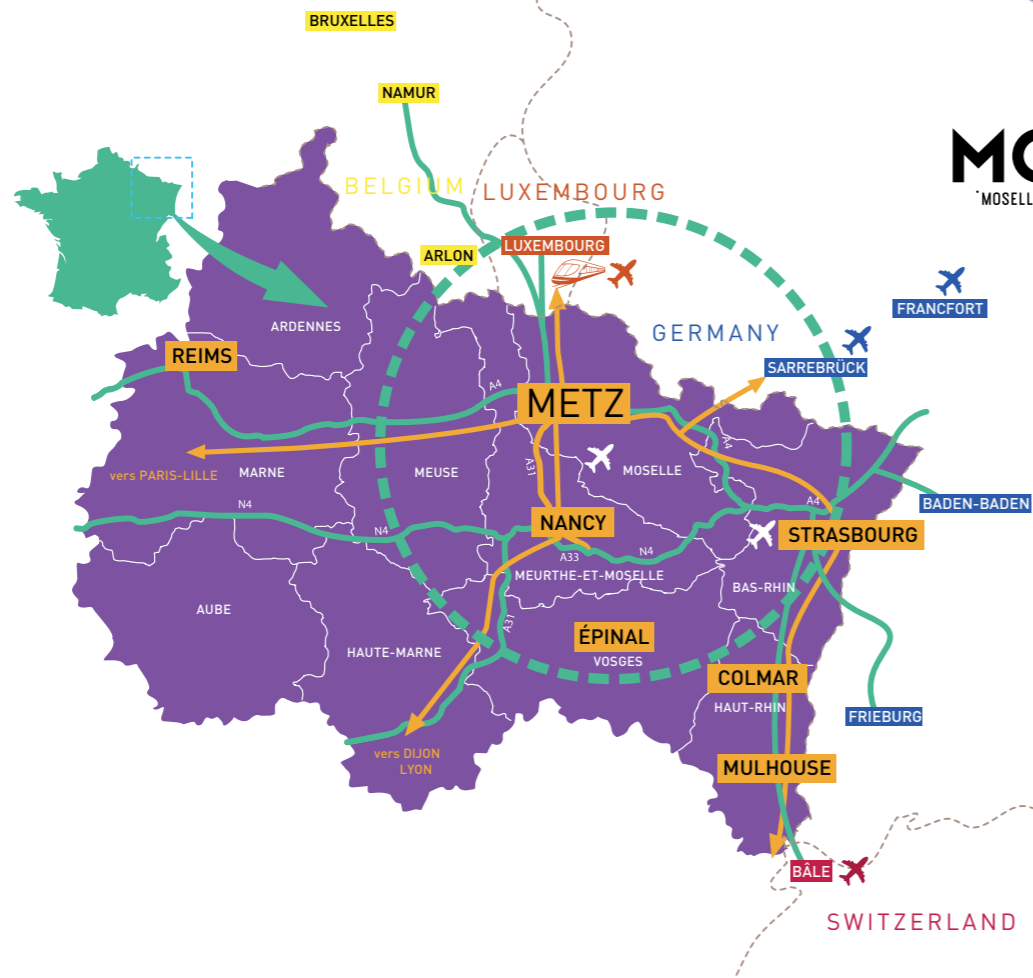 BRUXELLES
NAMUR
MO
MOSELL
BELGIUM
LUXEMBOURG
ARLON
LUXEMBOURG
FRANCFORT
ARDENNES
GERMANY
REIMS
SARREBRÜCK
A4
METZ
A4
vers PARIS-LILLE
MARNE
MEUSE
A31
MOSELLE
N4
N4
NANCY
A4
BADEN-BADEN
STRASBOURG
A33
N4
MEURTHE-ET-MOSELLE
BAS-RHIN
AUBE
A31
ÉPINAL
HAUTE-MARNE
VOSGES
COLMAR
HAUT-RHIN
FRIEBURG
vers DIJON
LYON
MULHOUSE
BÂLE
SWITZERLAND